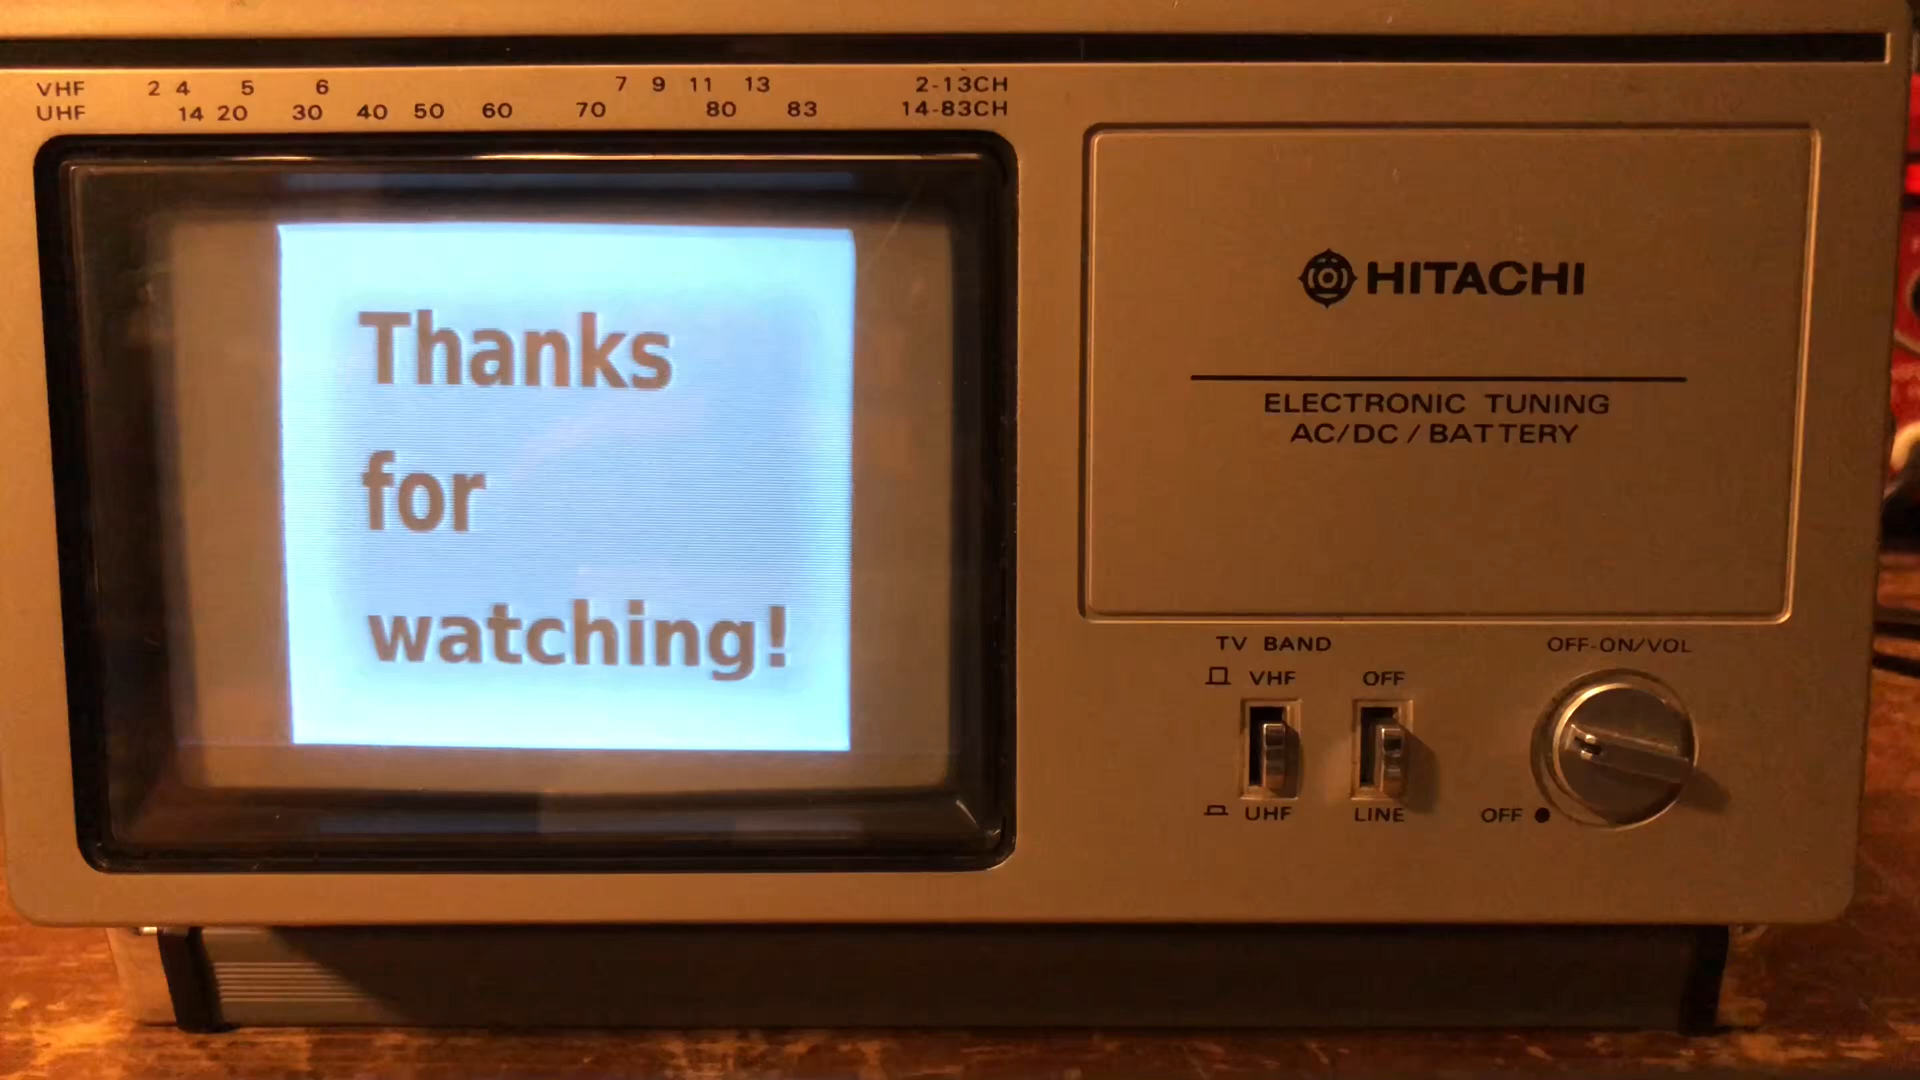 VHF 2 4 5 6 7 9 11 13 2-13CH
UHF 14 20 30 40 50 60 70 80 83 14-83CH
Thanks
for
watching!
HITACHI
ELECTRONIC TUNING
AC/DC / BATTERY
TV BAND
VHF
UHF
OFF
LINE
OFF-ON/VOL
OFF